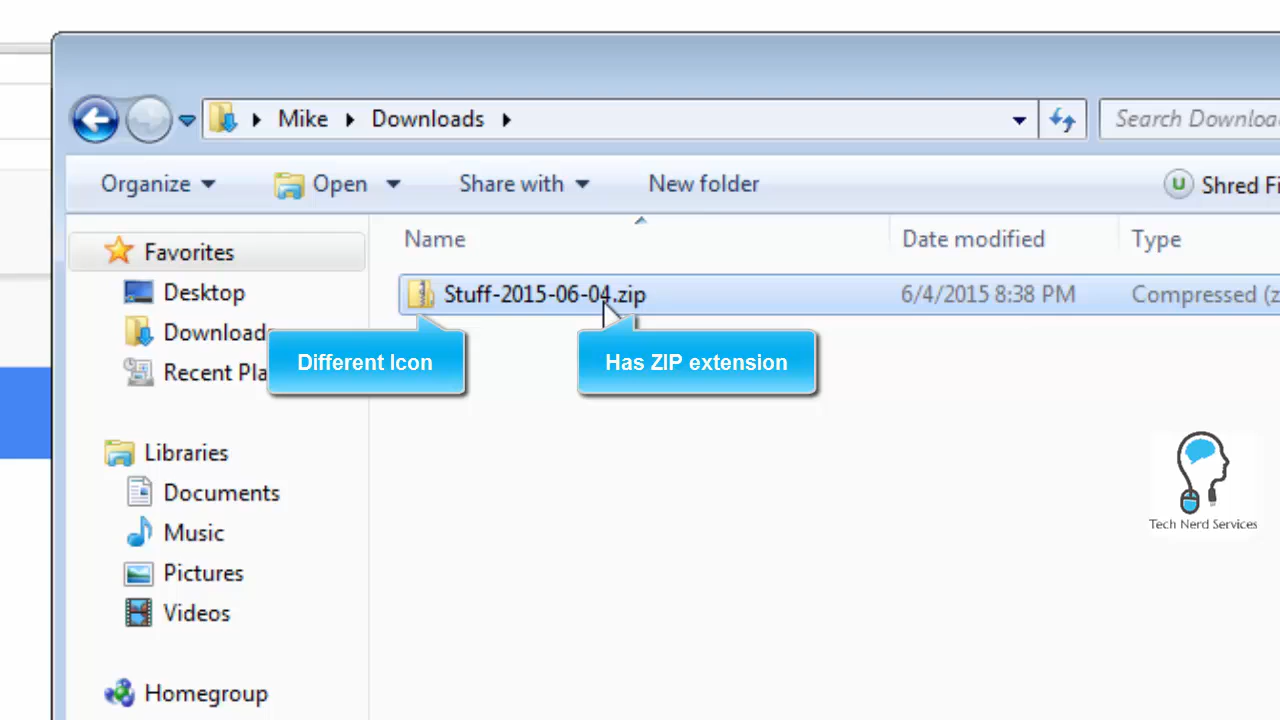 Mike
Downloads
Search Downloa
Organize
Open
Share with
New folder
Shred Fi
Favorites
Name
Date modified
Type
Desktop
Stuff-2015-06-04.zip
6/4/2015 8:38 PM
Compressed (z
Download
Different Icon
Has ZIP extension
Recent Pla
Libraries
Documents
Music
Pictures
Videos
Homegroup
Tech Nerd Services